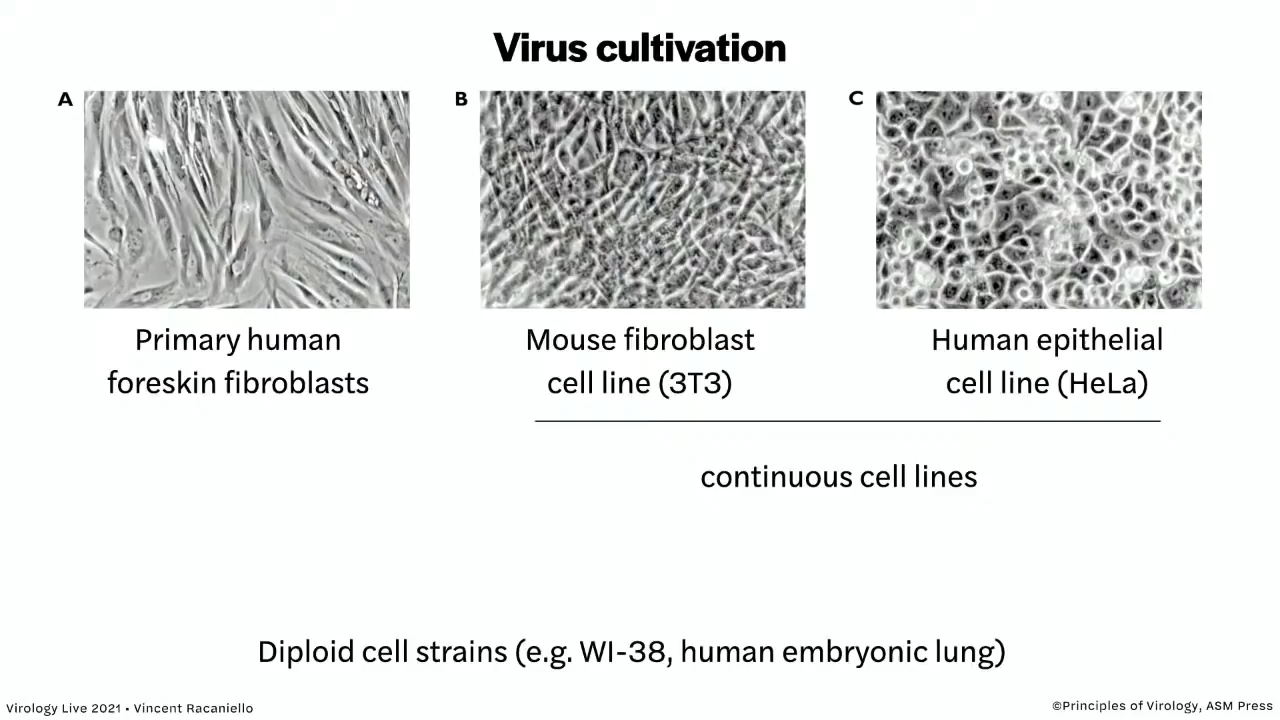 Virus cultivation
A
B
C
Primary human
foreskin fibroblasts
Mouse fibroblast
cell line (3T3)
Human epithelial
cell line (HeLa)
continuous cell lines
Diploid cell strains (e.g. WI-38, human embryonic lung)
Virology Live 2021 • Vincent Racaniello
©Principles of Virology, ASM Press